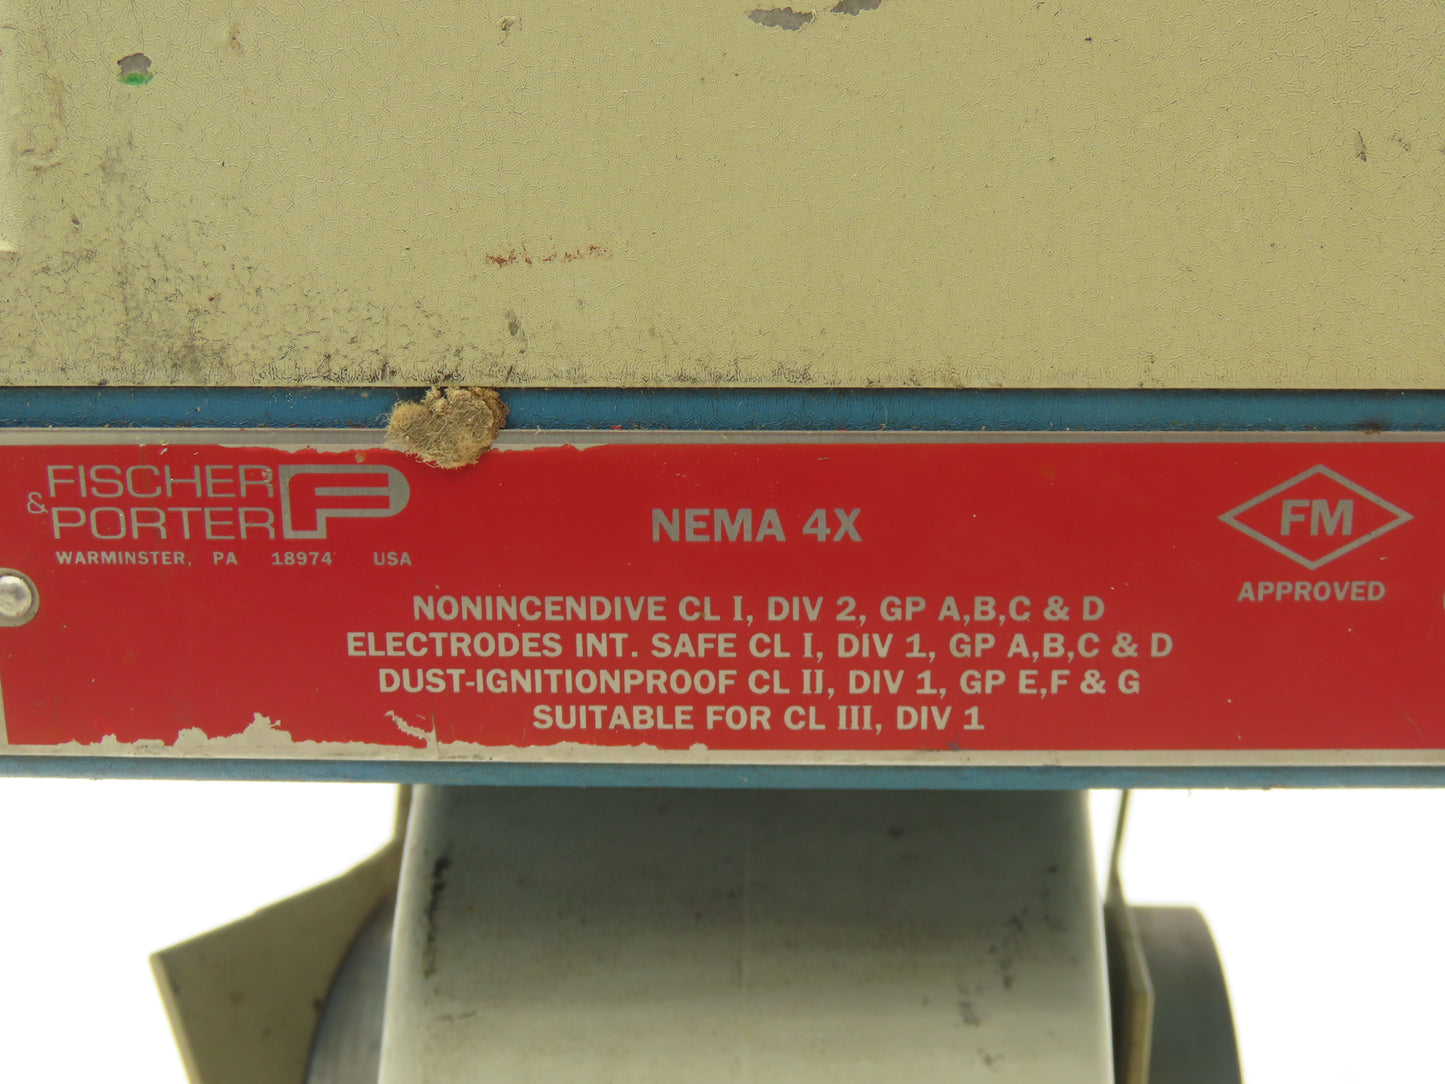 FISCHER
& PORTER
WARMINSTER, PA 18974 USA
NEMA 4X
FM
APPROVED
NONINCENDIVE CL I, DIV 2, GP A,B,C & D
ELECTRODES INT. SAFE CL I, DIV 1, GP A,B,C & D
DUST-IGNITIONPROOF CL II, DIV 1, GP E,F & G
SUITABLE FOR CL III, DIV 1